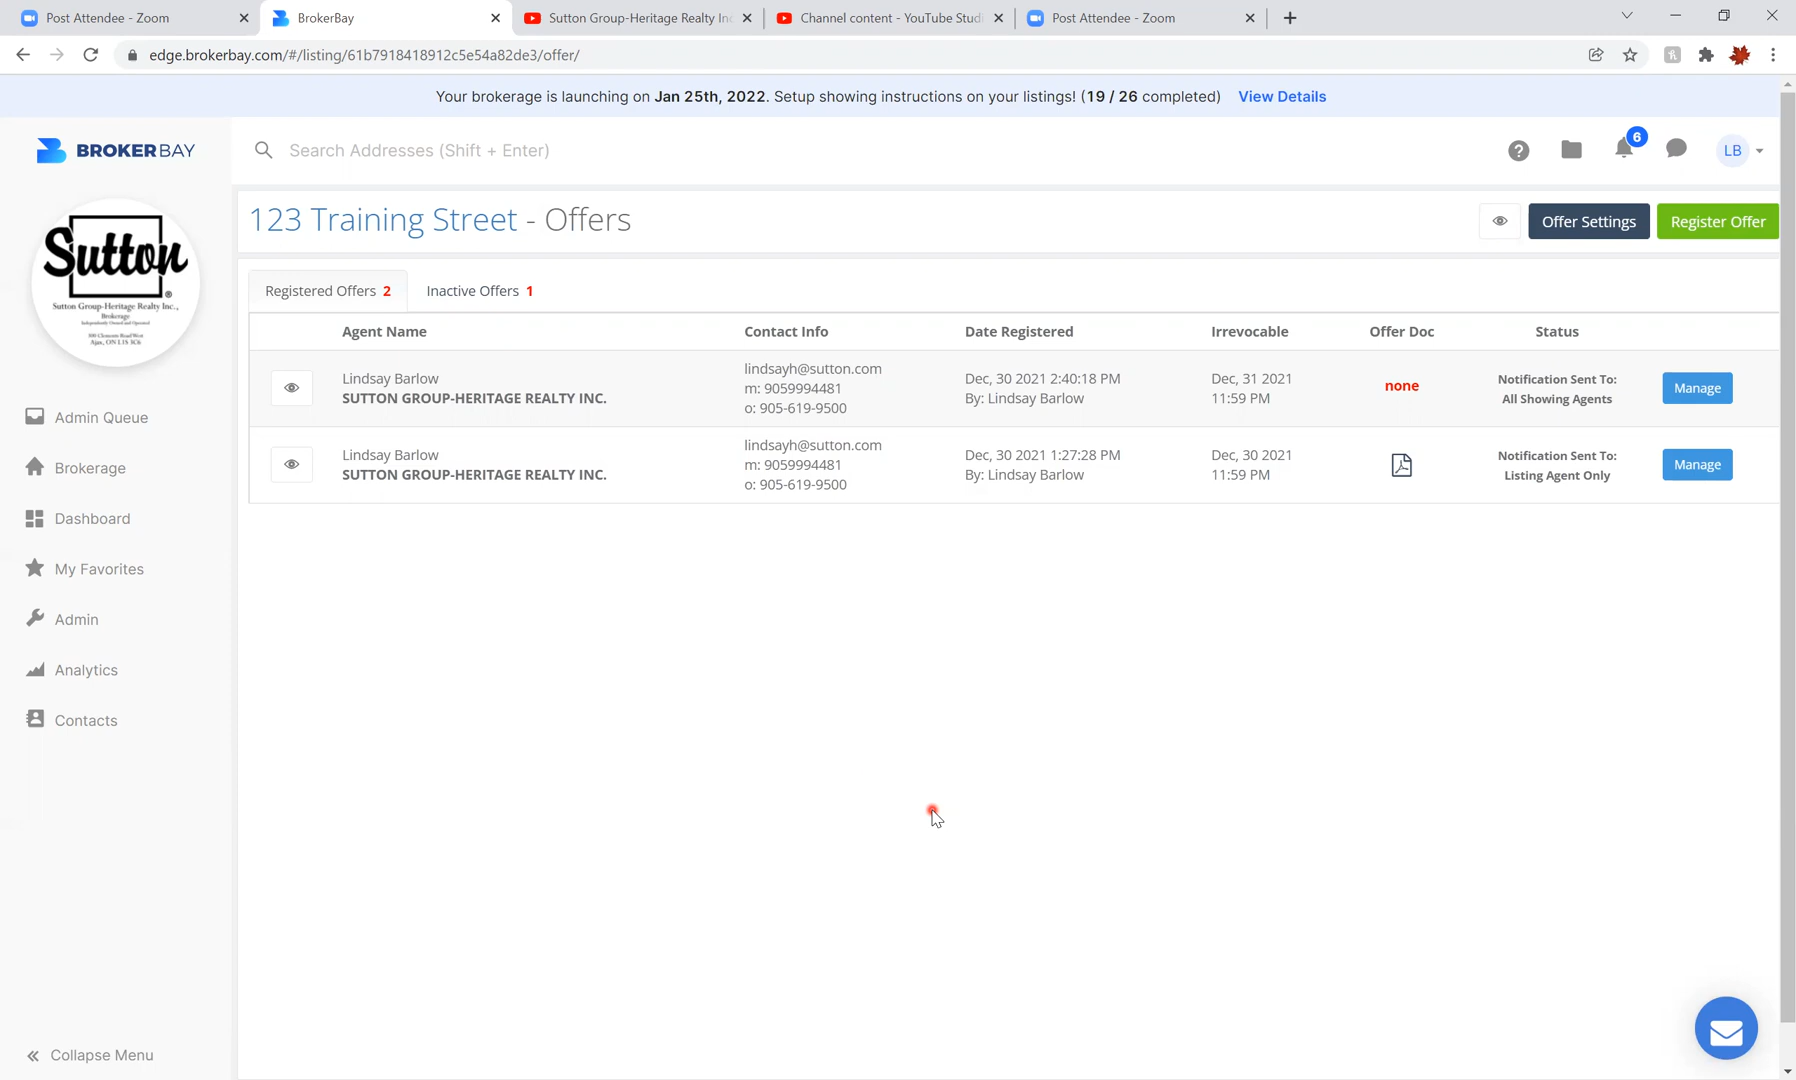 Post Attendee - Zoom
BrokerBay
Sutton Group-Heritage Realty In
Channel content - YouTube Studi
Post Attendee - Zoom
edge.brokerbay.com/#/listing/61b7918418912c5e54a82de3/offer/
Your brokerage is launching on Jan 25th, 2022. Setup showing instructions on your listings! (19 / 26 completed) View Details
BROKERBAY
Search Addresses (Shift + Enter)
6
LB
Sutton
Sutton Group-Heritage Realty Inc.,
Brokerage
Independently Owned and Operated
300 Clements Road West
Ajax, ON L1S 3C6
123 Training Street - Offers
Offer Settings
Register Offer
Registered Offers 2
Inactive Offers 1
Agent Name Contact Info Date Registered Irrevocable Offer Doc Status
Lindsay Barlow
SUTTON GROUP-HERITAGE REALTY INC.
lindsayh@sutton.com
m: 9059994481
o: 905-619-9500
Dec, 30 2021 2:40:18 PM
By: Lindsay Barlow
Dec, 31 2021
11:59 PM
none
Notification Sent To:
All Showing Agents
Manage
Lindsay Barlow
SUTTON GROUP-HERITAGE REALTY INC.
lindsayh@sutton.com
m: 9059994481
o: 905-619-9500
Dec, 30 2021 1:27:28 PM
By: Lindsay Barlow
Dec, 30 2021
11:59 PM
Notification Sent To:
Listing Agent Only
Manage
Admin Queue
Brokerage
Dashboard
My Favorites
Admin
Analytics
Contacts
Collapse Menu